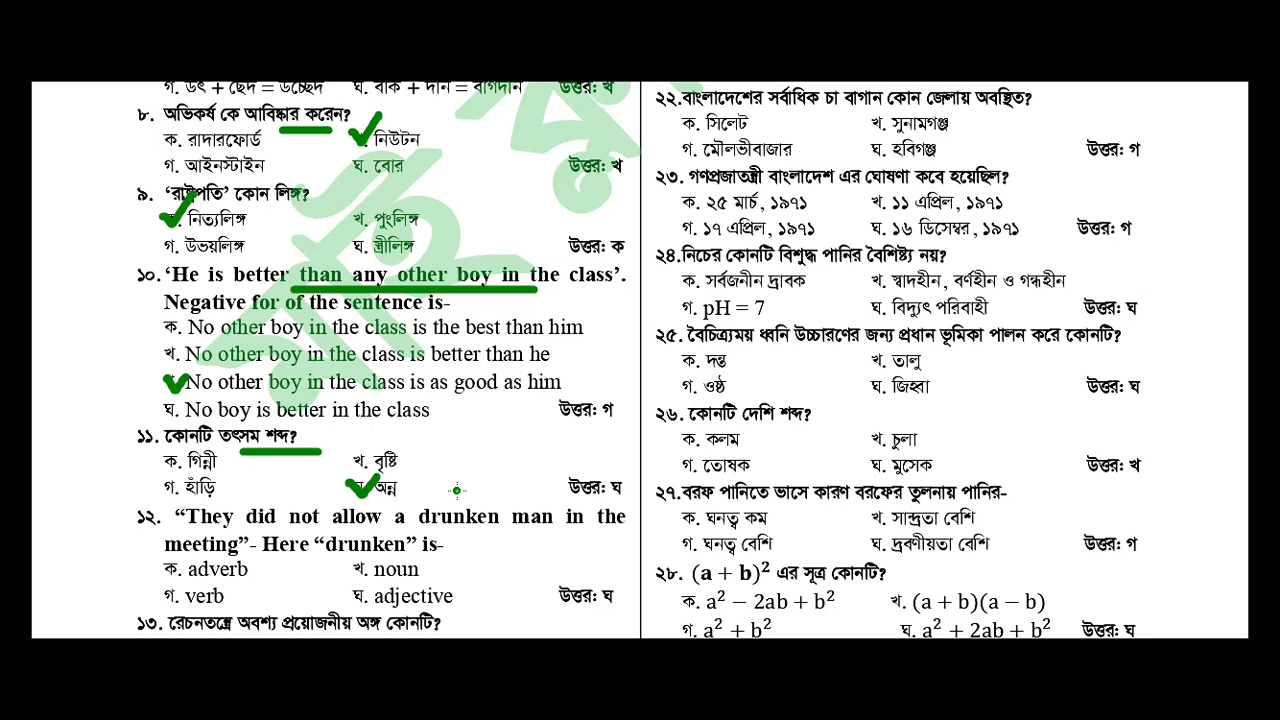 গ. উৎ + ছেদ = উচ্ছেদ ঘ. বাক + দান = বাগদান উত্তর: খ
৮. অভিকর্ষ কে আবিষ্কার করেন?
ক. রাদারফোর্ড নিউটন
গ. আইনস্টাইন ঘ. বোর উত্তর: খ
৯. ‘রাষ্ট্রপতি’ কোন লিঙ্গ?
ক. নিত্যলিঙ্গ খ. পুংলিঙ্গ
গ. উভয়লিঙ্গ ঘ. স্ত্রীলিঙ্গ উত্তর: ক
১০. ‘He is better than any other boy in the class’.
Negative for of the sentence is-
ক. No other boy in the class is the best than him
খ. No other boy in the class is better than he
No other boy in the class is as good as him
ঘ. No boy is better in the class উত্তর: গ
১১. কোনটি তৎসম শব্দ?
ক. গিন্নী খ. বৃষ্টি
গ. হাঁড়ি ঘ. অন্ন উত্তর: ঘ
১২. “They did not allow a drunken man in the
meeting”- Here “drunken” is-
ক. adverb খ. noun
গ. verb ঘ. adjective উত্তর: ঘ
১৩. রেচনতন্ত্রে অবশ্য প্রয়োজনীয় অঙ্গ কোনটি?
২২.বাংলাদেশের সর্বাধিক চা বাগান কোন জেলায় অবস্থিত?
ক. সিলেট খ. সুনামগঞ্জ
গ. মৌলভীবাজার ঘ. হবিগঞ্জ উত্তর: গ
২৩. গণপ্রজাতন্ত্রী বাংলাদেশ এর ঘোষণা কবে হয়েছিল?
ক. ২৫ মার্চ, ১৯৭১ খ. ১১ এপ্রিল, ১৯৭১
গ. ১৭ এপ্রিল, ১৯৭১ ঘ. ১৬ ডিসেম্বর, ১৯৭১ উত্তর: গ
২৪.নিচের কোনটি বিশুদ্ধ পানির বৈশিষ্ট্য নয়?
ক. সর্বজনীন দ্রাবক খ. স্বাদহীন, বর্ণহীন ও গন্ধহীন
গ. pH = 7 ঘ. বিদ্যুৎ পরিবাহী উত্তর: ঘ
২৫. বৈচিত্র্যময় ধ্বনি উচ্চারণের জন্য প্রধান ভূমিকা পালন করে কোনটি?
ক. দন্ত খ. তালু
গ. ওষ্ঠ ঘ. জিহ্বা উত্তর: ঘ
২৬. কোনটি দেশি শব্দ?
ক. কলম খ. চুলা
গ. তোষক ঘ. মুসেক উত্তর: খ
২৭.বরফ পানিতে ভাসে কারণ বরফের তুলনায় পানির-
ক. ঘনত্ব কম খ. সান্দ্রতা বেশি
গ. ঘনত্ব বেশি ঘ. দ্রবণীয়তা বেশি উত্তর: গ
২৮. (a + b)² এর সূত্র কোনটি?
ক. a² − 2ab + b² খ. (a + b)(a − b)
গ. a² + b² ঘ. a² + 2ab + b² উত্তর: ঘ